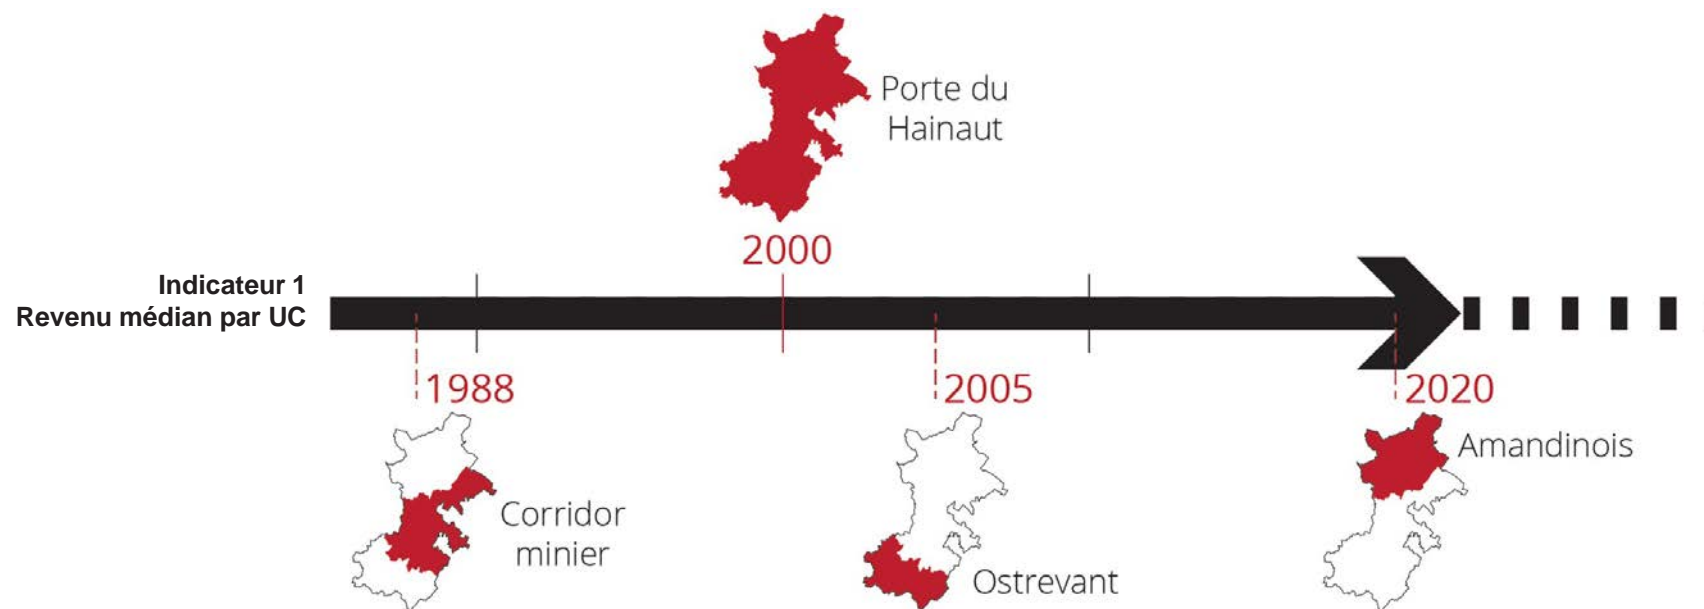 Porte du
Hainaut
2000
Indicateur 1
Revenu médian par UC
1988
2005
2020
Corridor
minier
Ostrevant
Amandinois